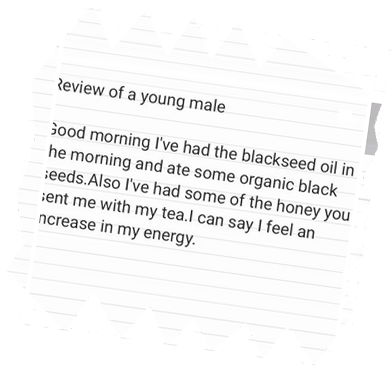 Review of a young male
Good morning I've had the blackseed oil in
the morning and ate some organic black
seeds.Also I've had some of the honey you
sent me with my tea.I can say I feel an
increase in my energy.